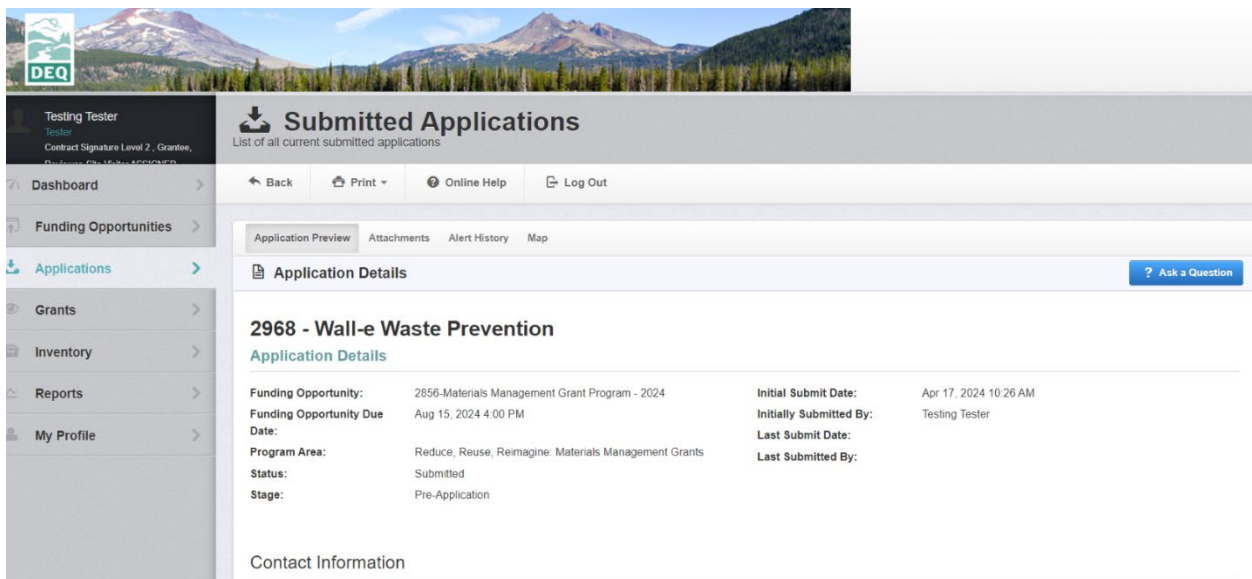 DEQ
Testing Tester
Tester
Contract Signature Level 2 , Grantee,
Reviewer, Site Visitor ASSIGNED
Submitted Applications
List of all current submitted applications
Back Print Online Help Log Out
Dashboard
Funding Opportunities
Applications
Grants
Inventory
Reports
My Profile
Application Preview Attachments Alert History Map
Application Details
? Ask a Question
2968 - Wall-e Waste Prevention
Application Details
Funding Opportunity: 2856-Materials Management Grant Program - 2024
Funding Opportunity Due Date: Aug 15, 2024 4:00 PM
Program Area: Reduce, Reuse, Reimagine: Materials Management Grants
Status: Submitted
Stage: Pre-Application
Initial Submit Date: Apr 17, 2024 10:26 AM
Initially Submitted By: Testing Tester
Last Submit Date:
Last Submitted By:
Contact Information